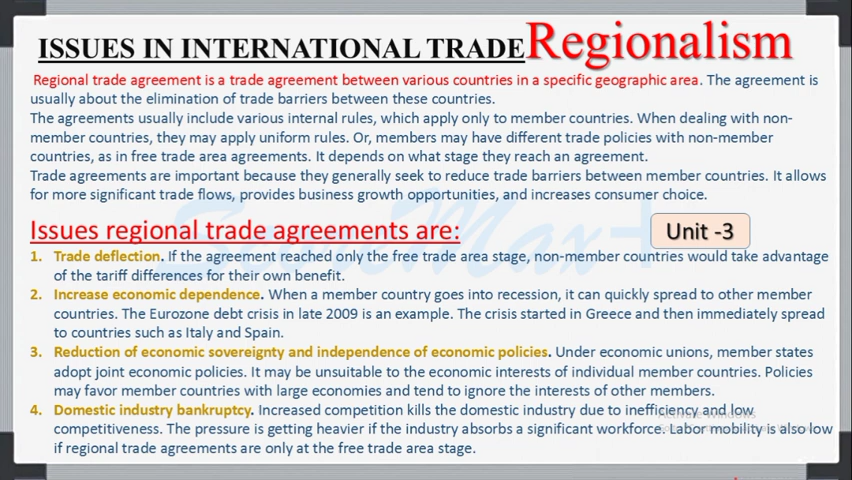 ISSUES IN INTERNATIONAL TRADE Regionalism
Regional trade agreement is a trade agreement between various countries in a specific geographic area. The agreement is
usually about the elimination of trade barriers between these countries.
The agreements usually include various internal rules, which apply only to member countries. When dealing with non-
member countries, they may apply uniform rules. Or, members may have different trade policies with non-member
countries, as in free trade area agreements. It depends on what stage they reach an agreement.
Trade agreements are important because they generally seek to reduce trade barriers between member countries. It allows
for more significant trade flows, provides business growth opportunities, and increases consumer choice.
Issues regional trade agreements are:
Unit -3
1. Trade deflection. If the agreement reached only the free trade area stage, non-member countries would take advantage
of the tariff differences for their own benefit.
2. Increase economic dependence. When a member country goes into recession, it can quickly spread to other member
countries. The Eurozone debt crisis in late 2009 is an example. The crisis started in Greece and then immediately spread
to countries such as Italy and Spain.
3. Reduction of economic sovereignty and independence of economic policies. Under economic unions, member states
adopt joint economic policies. It may be unsuitable to the economic interests of individual member countries. Policies
may favor member countries with large economies and tend to ignore the interests of other members.
4. Domestic industry bankruptcy. Increased competition kills the domestic industry due to inefficiency and low
competitiveness. The pressure is getting heavier if the industry absorbs a significant workforce. Labor mobility is also low
if regional trade agreements are only at the free trade area stage.
Activate Windows